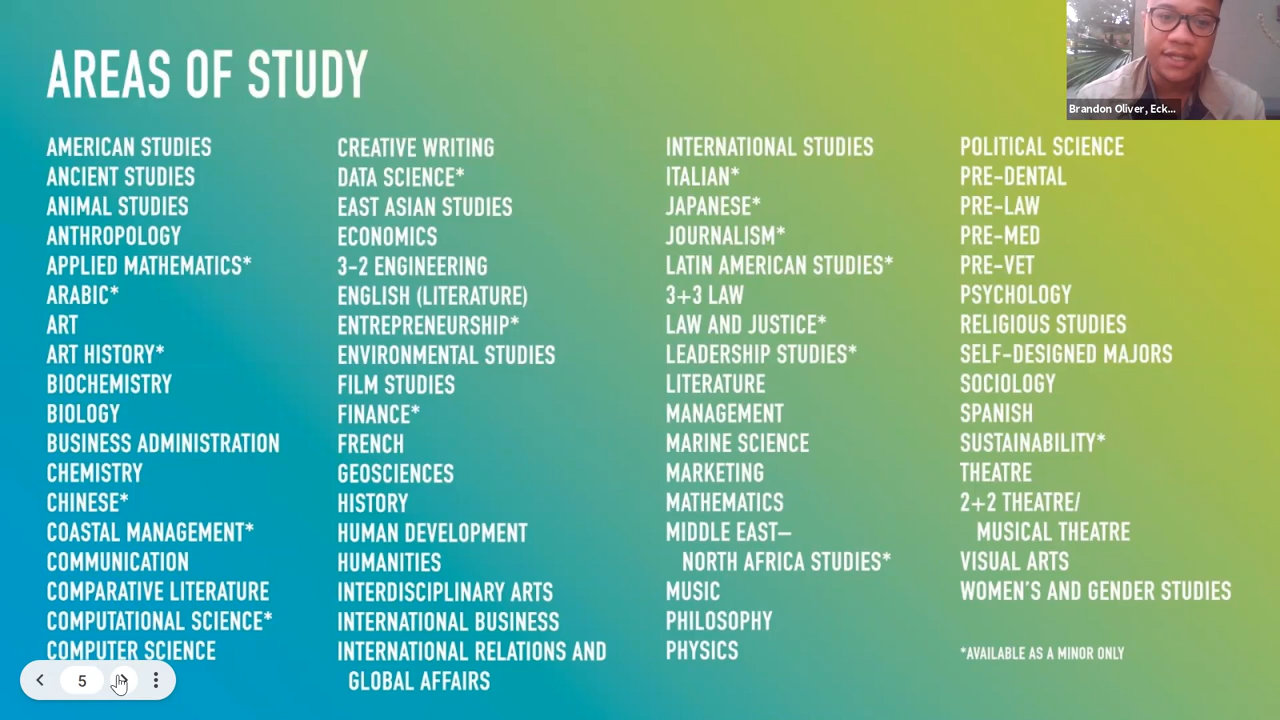 AREAS OF STUDY
AMERICAN STUDIES
ANCIENT STUDIES
ANIMAL STUDIES
ANTHROPOLOGY
APPLIED MATHEMATICS*
ARABIC*
ART
ART HISTORY*
BIOCHEMISTRY
BIOLOGY
BUSINESS ADMINISTRATION
CHEMISTRY
CHINESE*
COASTAL MANAGEMENT*
COMMUNICATION
COMPARATIVE LITERATURE
COMPUTATIONAL SCIENCE*
COMPUTER SCIENCE
CREATIVE WRITING
DATA SCIENCE*
EAST ASIAN STUDIES
ECONOMICS
3-2 ENGINEERING
ENGLISH (LITERATURE)
ENTREPRENEURSHIP*
ENVIRONMENTAL STUDIES
FILM STUDIES
FINANCE*
FRENCH
GEOSCIENCES
HISTORY
HUMAN DEVELOPMENT
HUMANITIES
INTERDISCIPLINARY ARTS
INTERNATIONAL BUSINESS
INTERNATIONAL RELATIONS AND
GLOBAL AFFAIRS
INTERNATIONAL STUDIES
ITALIAN*
JAPANESE*
JOURNALISM*
LATIN AMERICAN STUDIES*
3+3 LAW
LAW AND JUSTICE*
LEADERSHIP STUDIES*
LITERATURE
MANAGEMENT
MARINE SCIENCE
MARKETING
MATHEMATICS
MIDDLE EAST–
NORTH AFRICA STUDIES*
MUSIC
PHILOSOPHY
PHYSICS
POLITICAL SCIENCE
PRE-DENTAL
PRE-LAW
PRE-MED
PRE-VET
PSYCHOLOGY
RELIGIOUS STUDIES
SELF-DESIGNED MAJORS
SOCIOLOGY
SPANISH
SUSTAINABILITY*
THEATRE
2+2 THEATRE/
MUSICAL THEATRE
VISUAL ARTS
WOMEN'S AND GENDER STUDIES
*AVAILABLE AS A MINOR ONLY
Brandon Oliver, Eck...
5